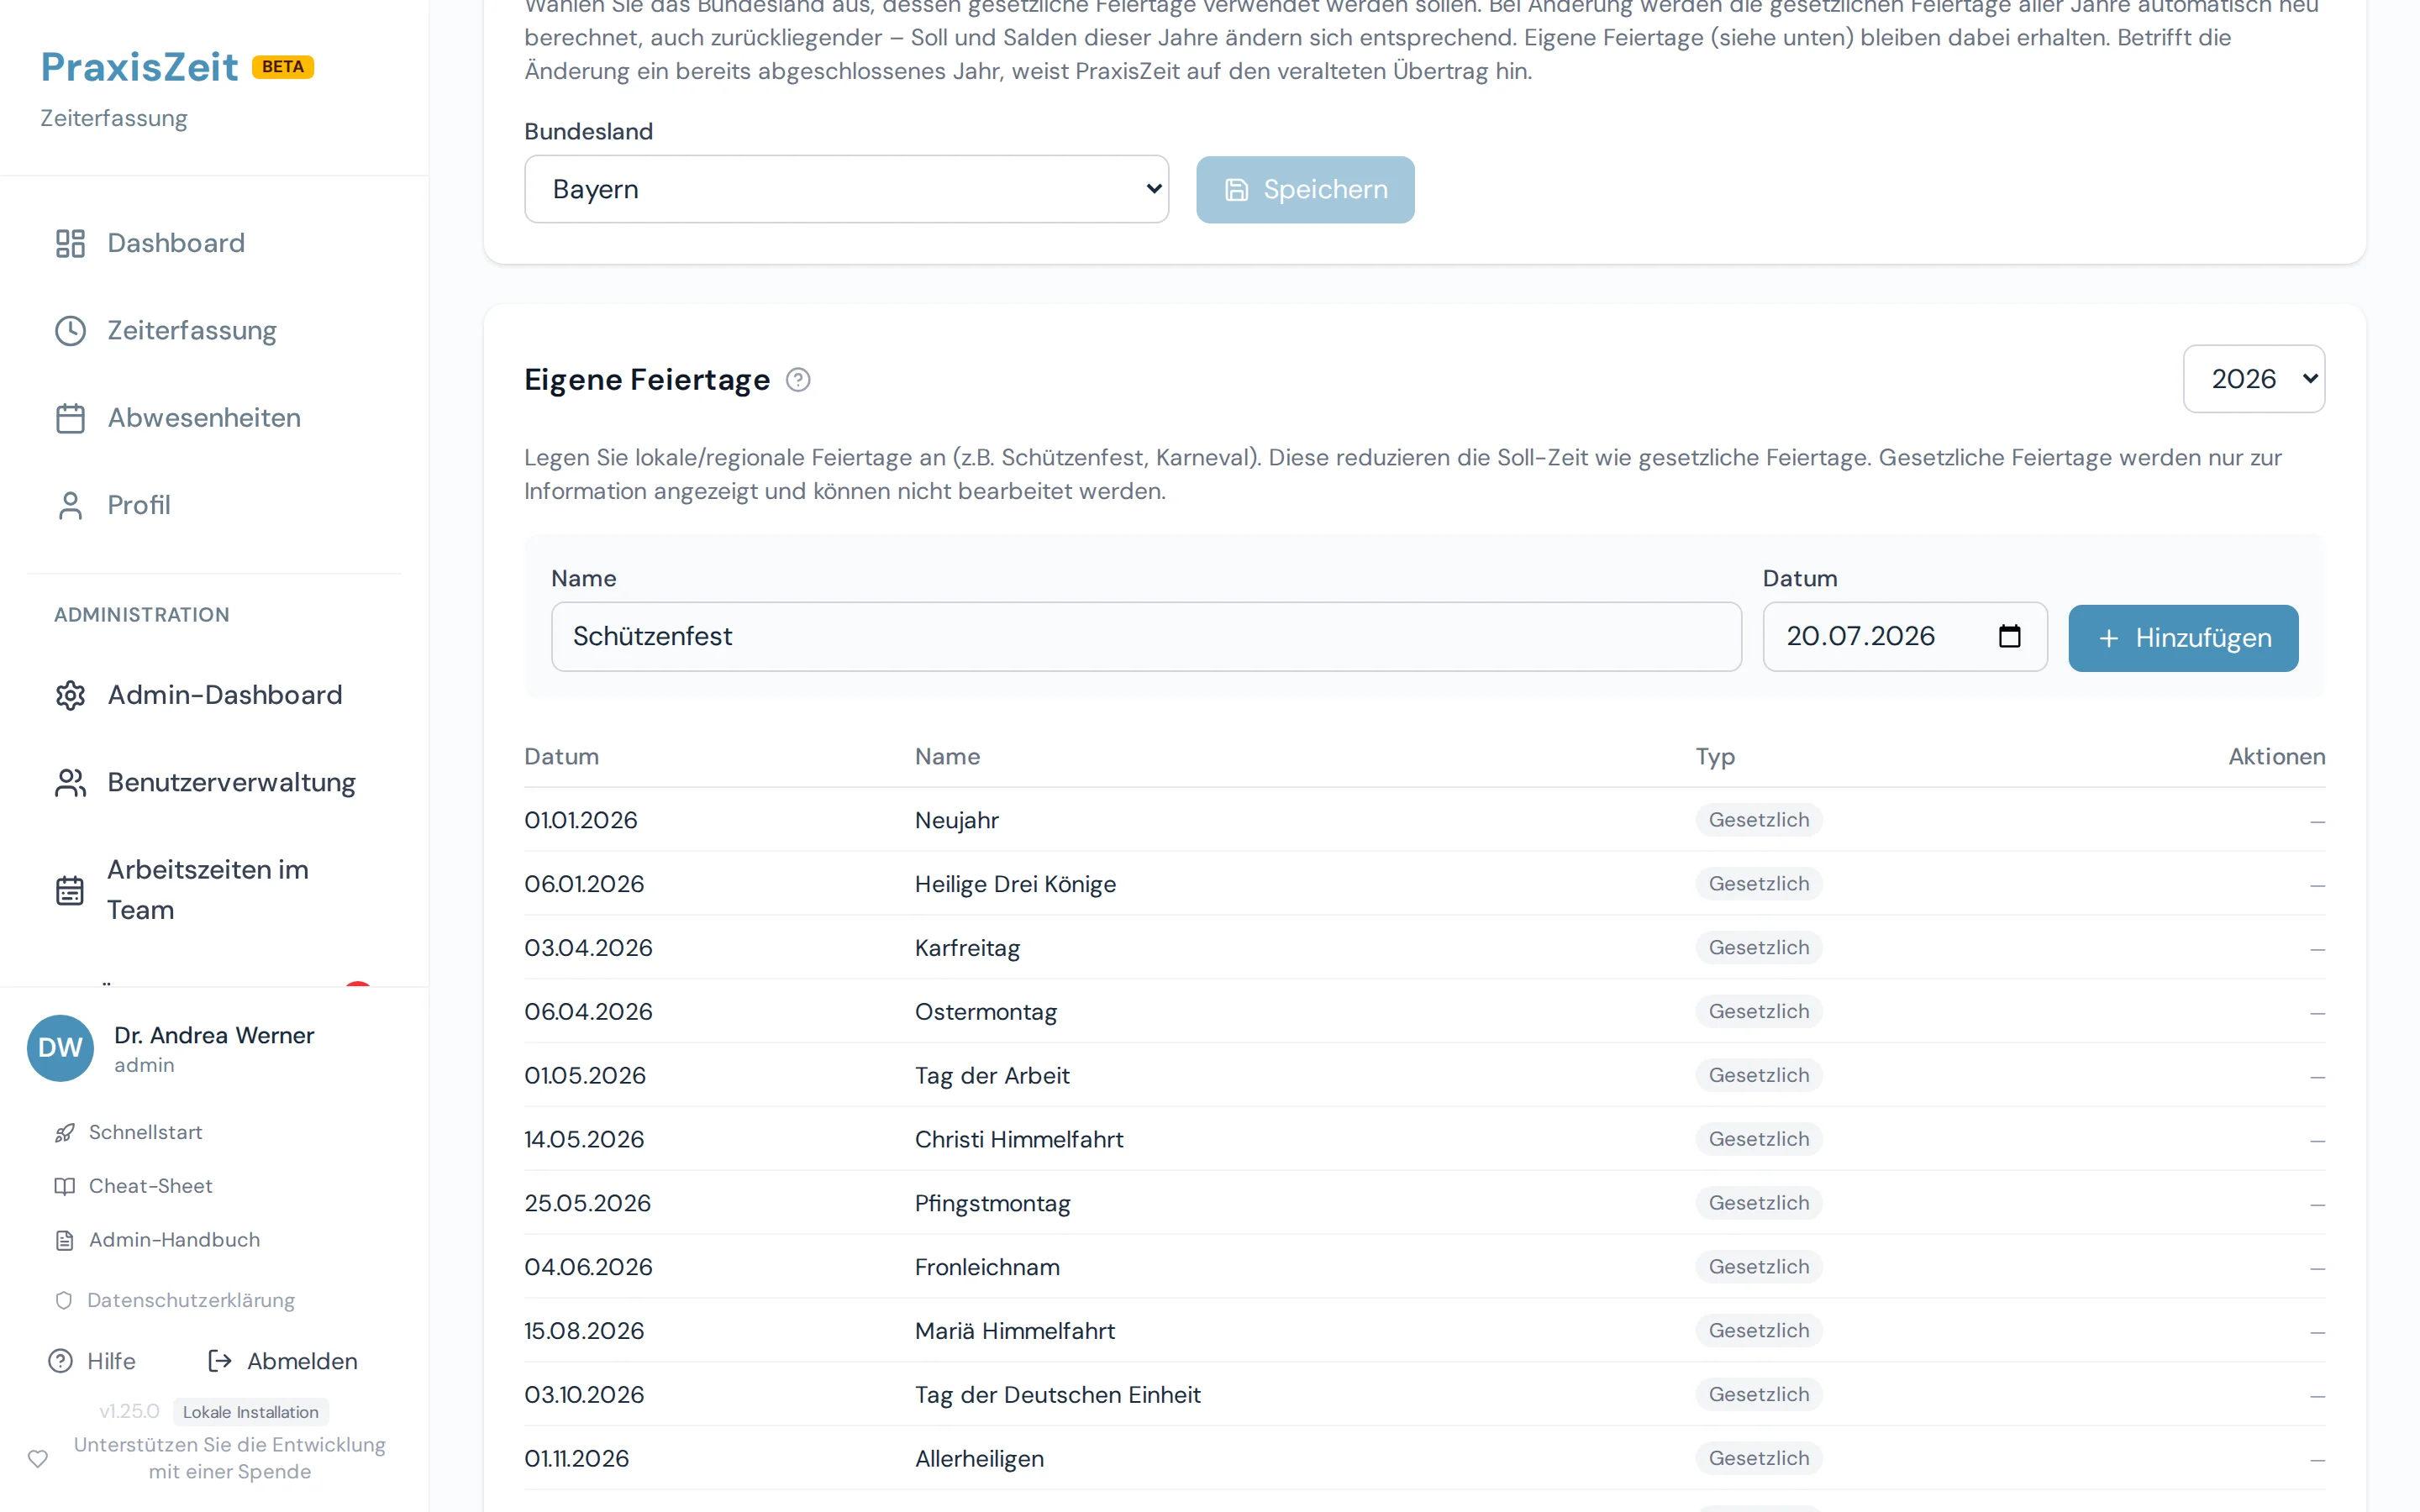 PraxisZeit BETA
Zeiterfassung
Dashboard
Zeiterfassung
Abwesenheiten
Profil
ADMINISTRATION
Admin-Dashboard
Benutzerverwaltung
Arbeitszeiten im
Team
DW
Dr. Andrea Werner
admin
Schnellstart
Cheat-Sheet
Admin-Handbuch
Datenschutzerklärung
Hilfe
Abmelden
v1.25.0 Lokale Installation
Unterstützen Sie die Entwicklung
mit einer Spende
Wählen Sie das Bundesland aus, dessen gesetzliche Feiertage verwendet werden sollen. Bei Änderung werden die gesetzlichen Feiertage aller Jahre automatisch neu
berechnet, auch zurückliegender – Soll und Salden dieser Jahre ändern sich entsprechend. Eigene Feiertage (siehe unten) bleiben dabei erhalten. Betrifft die
Änderung ein bereits abgeschlossenes Jahr, weist PraxisZeit auf den veralteten Übertrag hin.
Bundesland
Bayern
Speichern
Eigene Feiertage
2026
Legen Sie lokale/regionale Feiertage an (z.B. Schützenfest, Karneval). Diese reduzieren die Soll-Zeit wie gesetzliche Feiertage. Gesetzliche Feiertage werden nur zur
Information angezeigt und können nicht bearbeitet werden.
Name Datum
Schützenfest 20.07.2026 + Hinzufügen
Datum Name Typ Aktionen
01.01.2026 Neujahr Gesetzlich —
06.01.2026 Heilige Drei Könige Gesetzlich —
03.04.2026 Karfreitag Gesetzlich —
06.04.2026 Ostermontag Gesetzlich —
01.05.2026 Tag der Arbeit Gesetzlich —
14.05.2026 Christi Himmelfahrt Gesetzlich —
25.05.2026 Pfingstmontag Gesetzlich —
04.06.2026 Fronleichnam Gesetzlich —
15.08.2026 Mariä Himmelfahrt Gesetzlich —
03.10.2026 Tag der Deutschen Einheit Gesetzlich —
01.11.2026 Allerheiligen Gesetzlich —